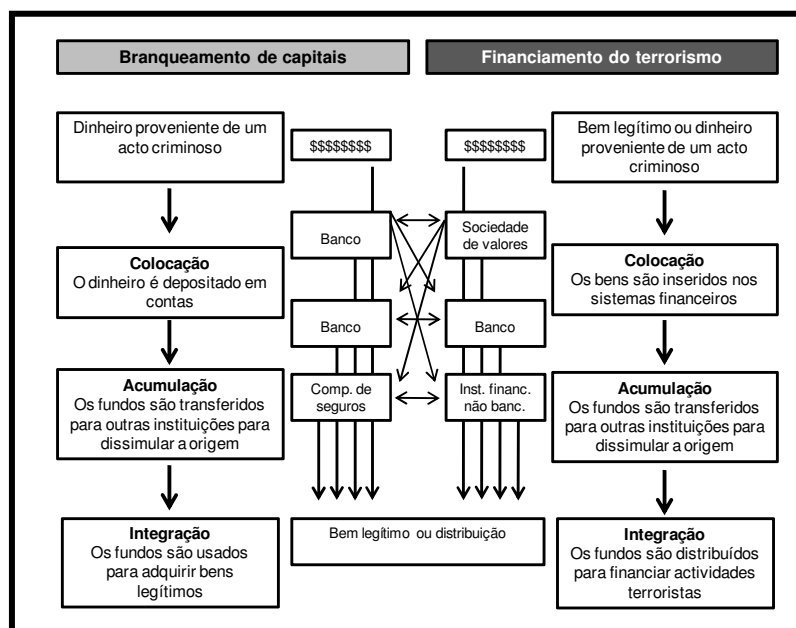 Branqueamento de capitais
Financiamento do terrorismo
Dinheiro proveniente de um
acto criminoso
$$$$$$$$
$$$$$$$$
Bem legítimo ou dinheiro
proveniente de um acto
criminoso
Banco
Sociedade
de valores
Colocação
O dinheiro é depositado em
contas
Colocação
Os bens são inseridos nos
sistemas financeiros
Banco
Banco
Acumulação
Os fundos são transferidos
para outras instituições para
dissimular a origem
Comp. de
seguros
Inst. financ.
não banc.
Acumulação
Os fundos são transferidos
para outras instituições para
dissimular a origem
Integração
Os fundos são usados
para adquirir bens
legítimos
Bem legítimo ou distribuição
Integração
Os fundos são distribuídos
para financiar actividades
terroristas